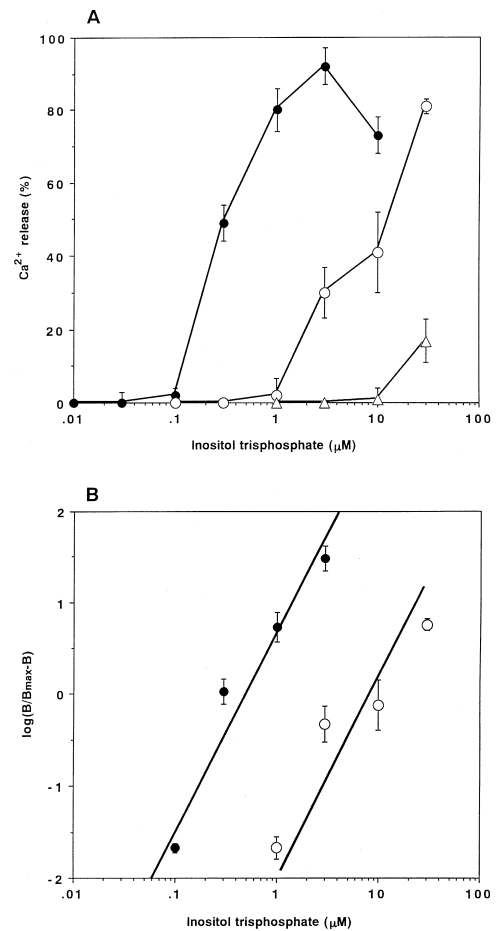 A
100
80
60
40
20
0
Ca2+ release (%)
.01 .1 1 10 100
Inositol trisphosphate (μM)
B
2
1
0
-1
-2
log(B/Bmax-B)
.01 .1 1 10 100
Inositol trisphosphate (μM)